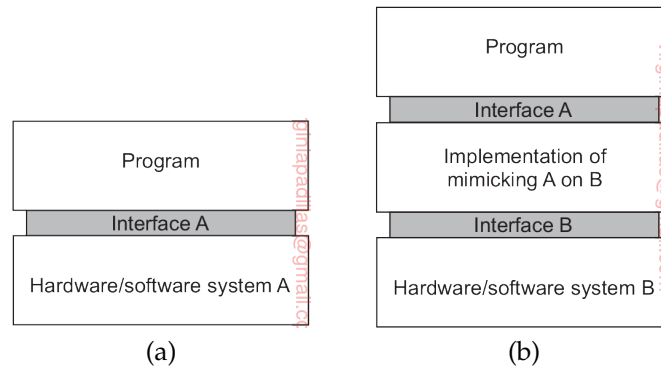 Program
Interface A
Hardware/software system A
(a)
Program
Interface A
Implementation of
mimicking A on B
Interface B
Hardware/software system B
(b)